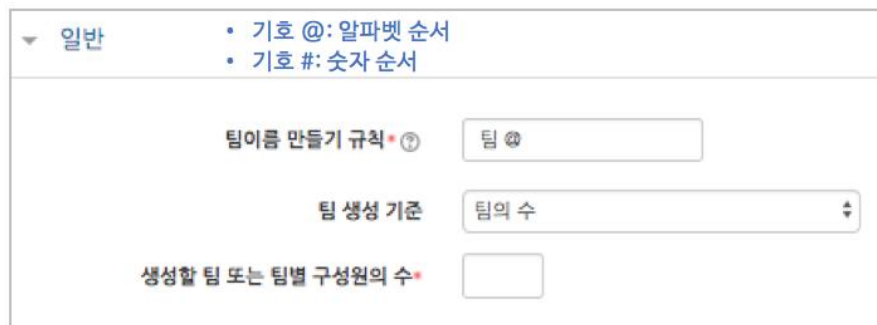 일반
• 기호 @: 알파벳 순서
• 기호 #: 숫자 순서
팀이름 만들기 규칙* ?
팀 @
팀 생성 기준
팀의 수
생성할 팀 또는 팀별 구성원의 수*